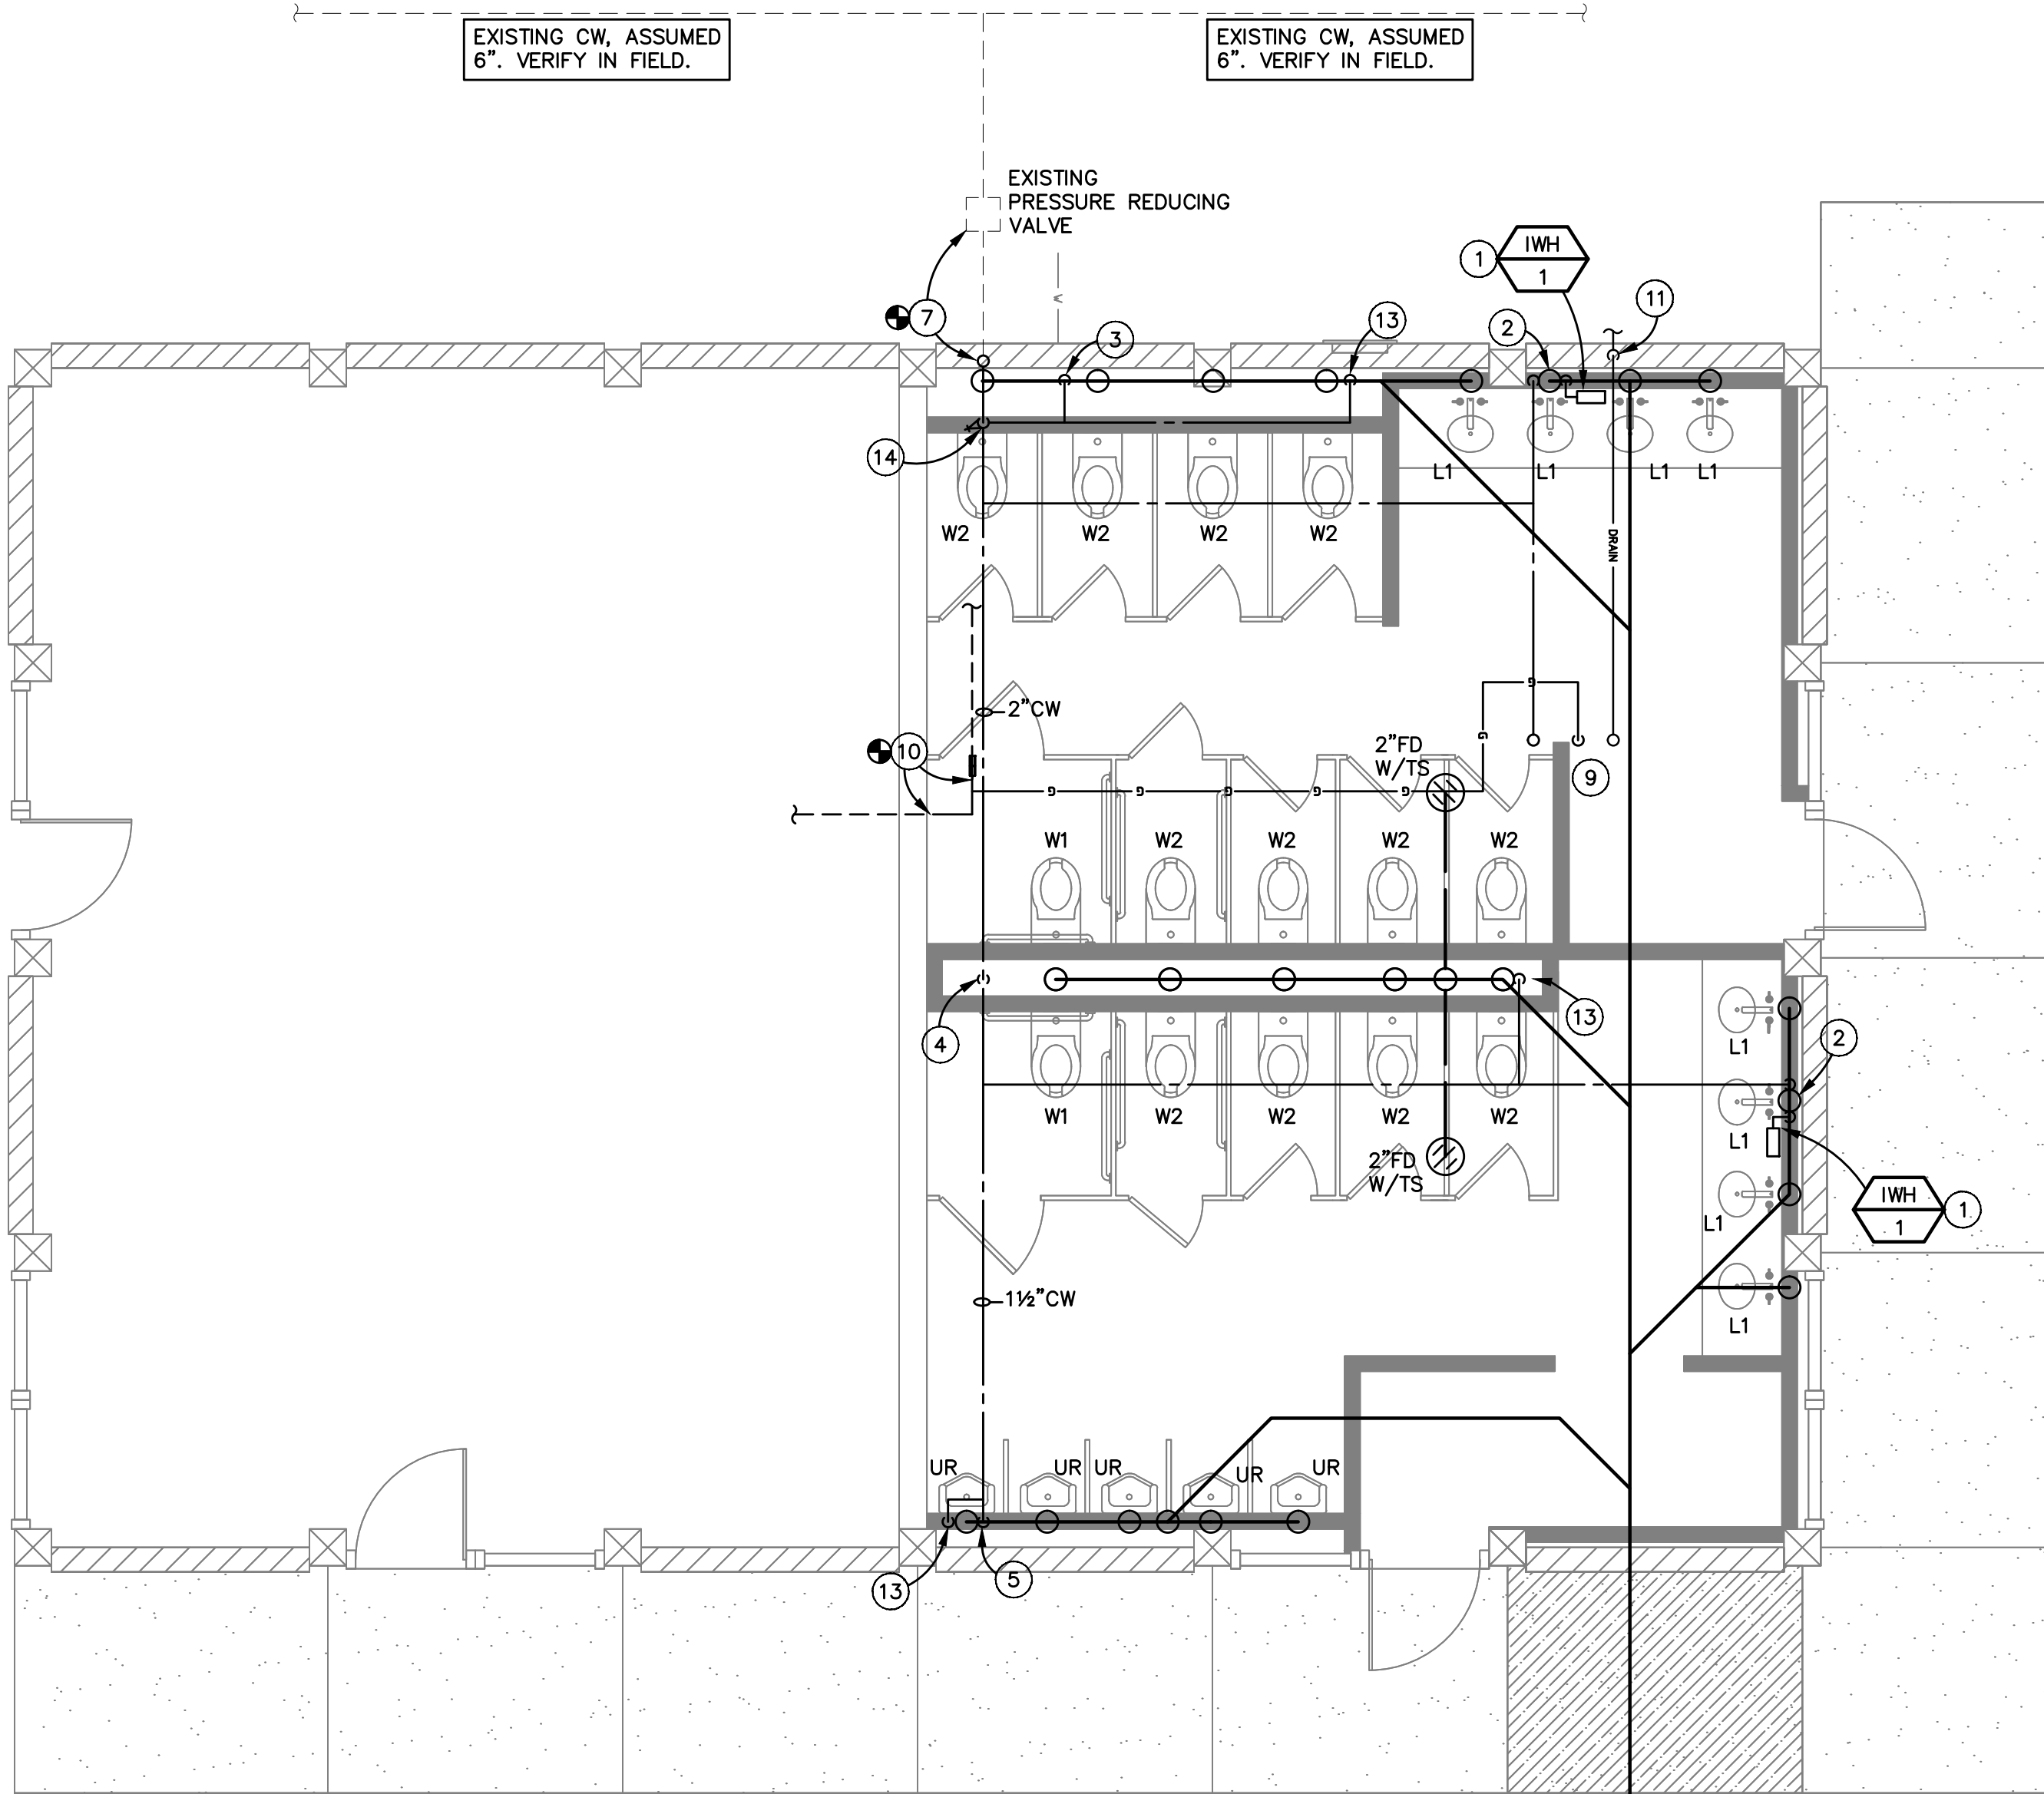 EXISTING CW, ASSUMED
6". VERIFY IN FIELD.
EXISTING CW, ASSUMED
6". VERIFY IN FIELD.
EXISTING
PRESSURE REDUCING
VALVE
V
7
3
13
1
IWH
1
2
11
14
L1
L1
L1
L1
W2
W2
W2
W2
DRAIN
G
2"CW
10
2"FD
W/TS
G
9
G
G
G
G
G
W1
W2
W2
W2
W2
4
13
L1
2
W1
W2
W2
W2
W2
L1
2"FD
W/TS
L1
IWH
1
1
1½"CW
L1
UR
UR
UR
UR
UR
13
5